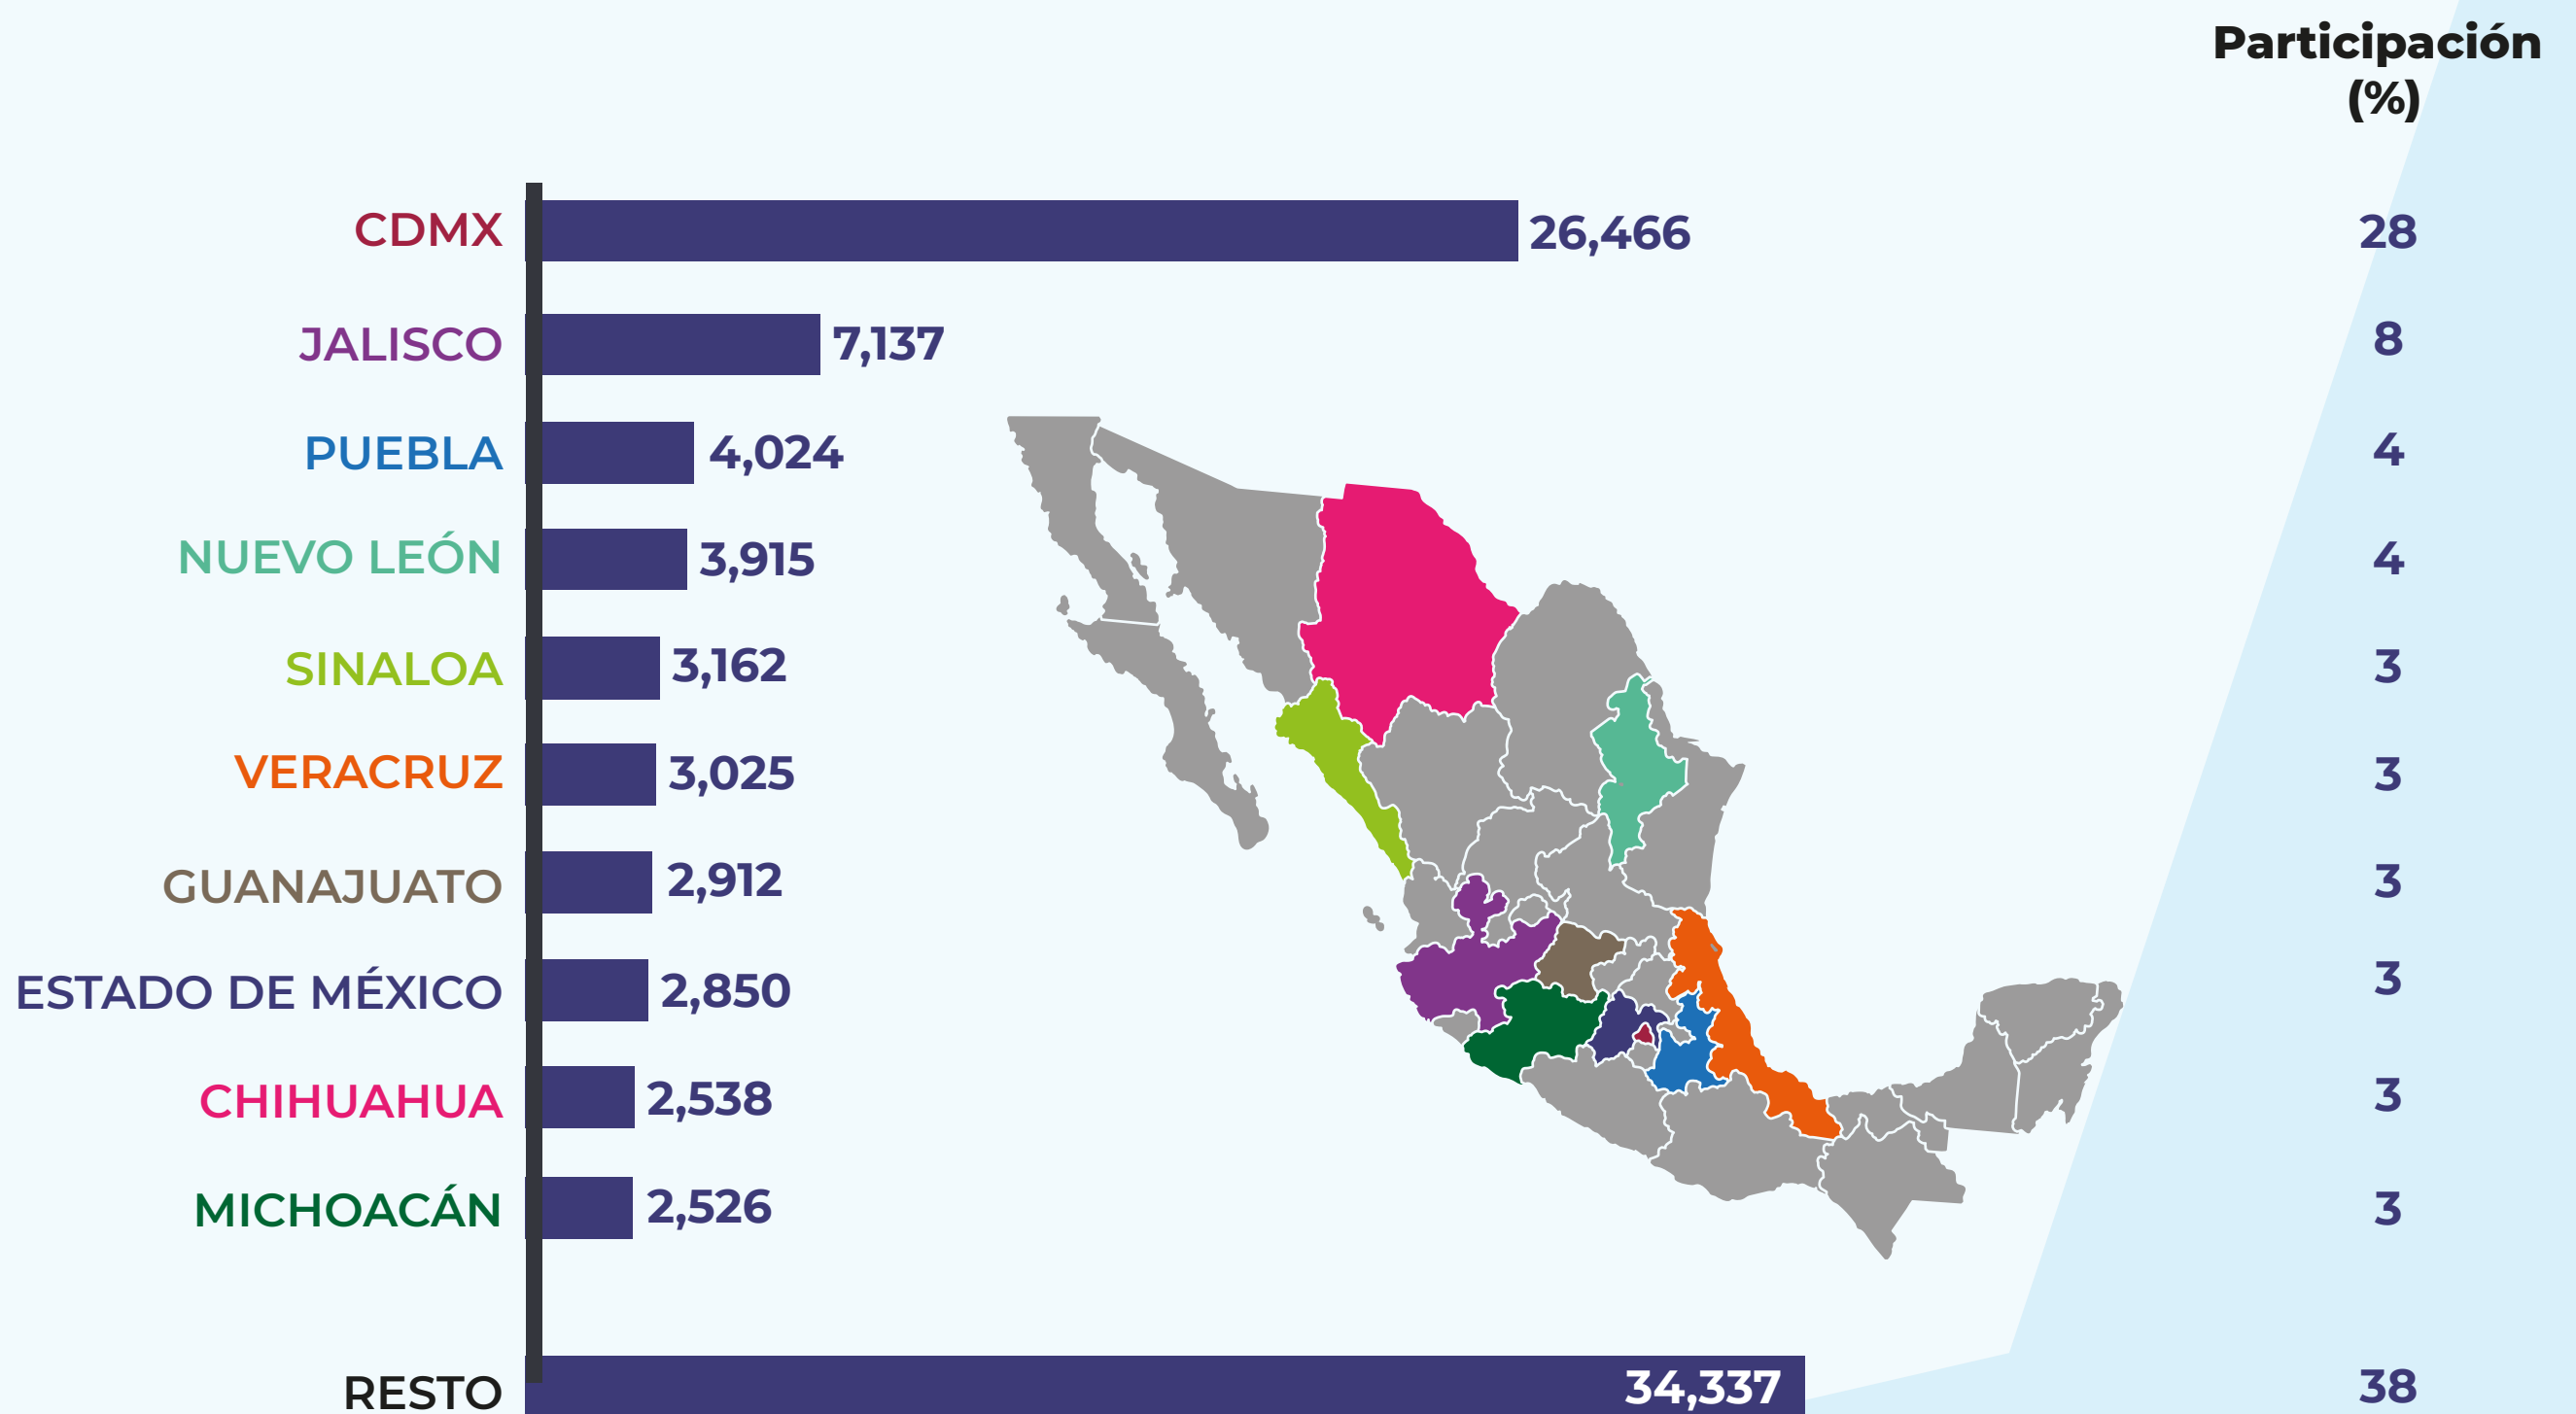 Participación
(%)
CDMX 26,466 28
JALISCO 7,137 8
PUEBLA 4,024 4
NUEVO LEÓN 3,915 4
SINALOA 3,162 3
VERACRUZ 3,025 3
GUANAJUATO 2,912 3
ESTADO DE MÉXICO 2,850 3
CHIHUAHUA 2,538 3
MICHOACÁN 2,526 3
RESTO 34,337 38